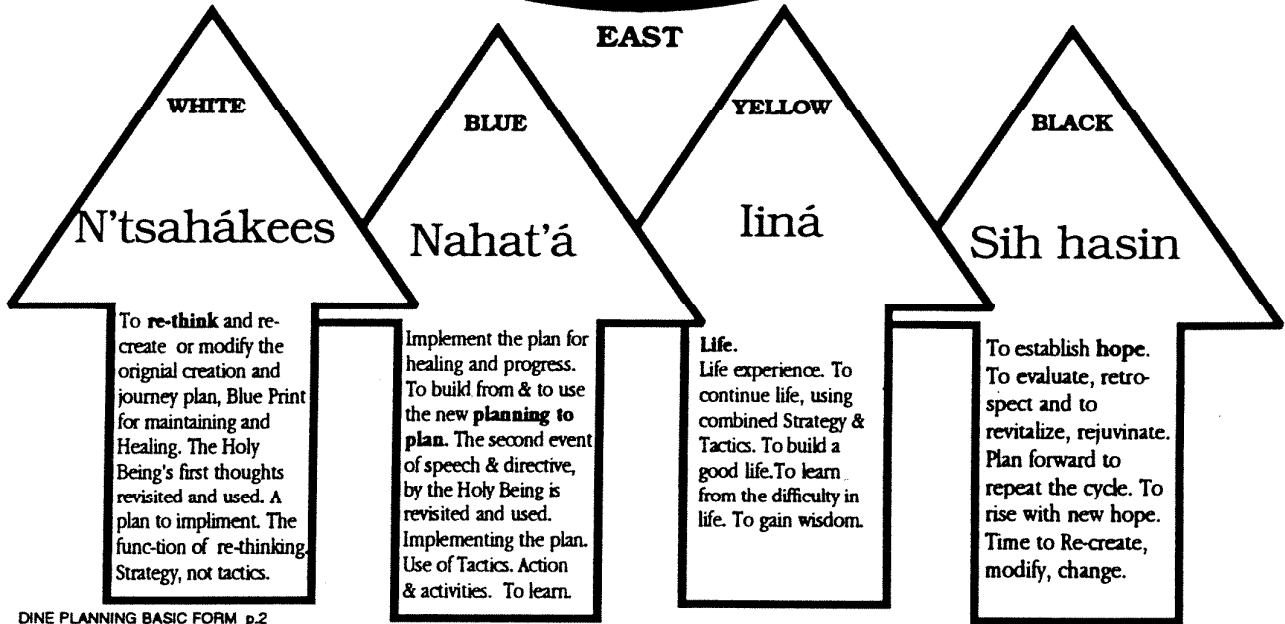 EAST
WHITE
N'tsahákees
To re-think and re-
create or modify the
orignial creation and
journey plan, Blue Print
for maintaining and
Healing. The Holy
Being's first thoughts
revisited and used. A
plan to impliment. The
func-tion of re-thinking.
Strategy, not tactics.
BLUE
Nahat'á
Implement the plan for
healing and progress.
To build from & to use
the new planning to
plan. The second event
of speech & directive,
by the Holy Being is
revisited and used.
Implementing the plan.
Use of Tactics. Action
& activities. To learn.
YELLOW
Iiná
Life.
Life experience. To
continue life, using
combined Strategy &
Tactics. To build a
good life.To learn
from the difficulty in
life. To gain wisdom.
BLACK
Sih hasin
To establish hope.
To evaluate, retro-
spect and to
revitalize, rejuvinate.
Plan forward to
repeat the cycle. To
rise with new hope.
Time to Re-create,
modify, change.
DINE PLANNING BASIC FORM p.2